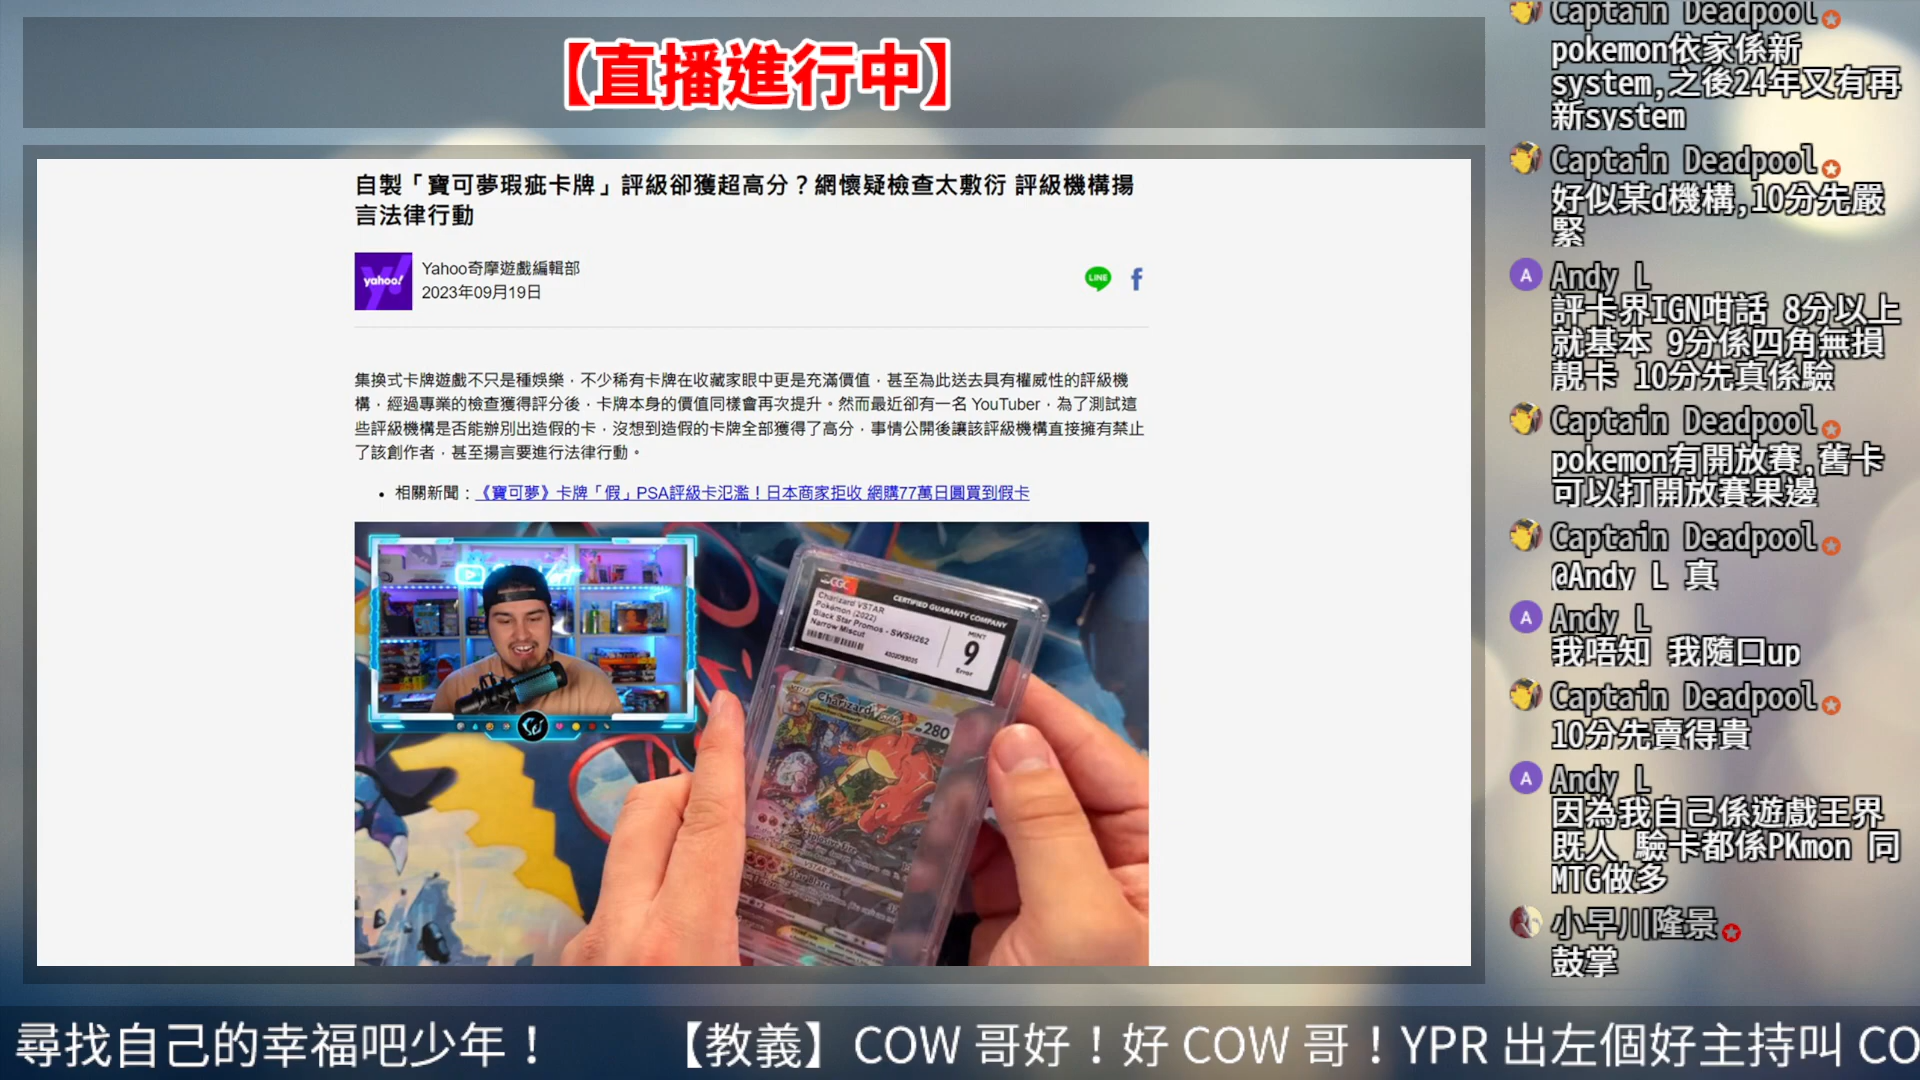 【直播進行中】
自製「寶可夢瑕疵卡牌」評級卻獲超高分？網懷疑檢查太敷衍 評級機構揚
言法律行動
yahoo!
Yahoo奇摩遊戲編輯部
2023年09月19日
LINE
集換式卡牌遊戲不只是種娛樂，不少稀有卡牌在收藏家眼中更是充滿價值，甚至為此送去具有權威性的評級機
構，經過專業的檢查獲得評分後，卡牌本身的價值同樣會再次提升。然而最近卻有一名 YouTuber，為了測試這
些評級機構是否能辦別出造假的卡，沒想到造假的卡牌全部獲得了高分，事情公開後讓該評級機構直接擁有禁止
了該創作者，甚至揚言要進行法律行動。
• 相關新聞：《寶可夢》卡牌「假」PSA評級卡氾濫！日本商家拒收 網購77萬日圓買到假卡
CGC
CERTIFIED GUARANTY COMPANY
Charizard VSTAR
Pokémon (2022)
Black Star Promos - SWSH262
Narrow Miscut
MINT
9
Error
Charizard
280
Explosive Fire
VSTAR Power
Star Blaze
Captain Deadpool
pokemon依家係新
system,之後24年又有再
新system
Captain Deadpool
好似某d機構,10分先嚴
緊
A Andy L
評卡界IGN咁話 8分以上
就基本 9分係四角無損
靚卡 10分先真係驗
Captain Deadpool
pokemon有開放賽,舊卡
可以打開放賽果邊
Captain Deadpool
@Andy L 真
A Andy L
我唔知 我隨口up
Captain Deadpool
10分先賣得貴
A Andy L
因為我自己係遊戲王界
既人 驗卡都係PKmon 同
MTG做多
小早川隆景
鼓掌
尋找自己的幸福吧少年！ 【教義】COW 哥好！好 COW 哥！YPR 出左個好主持叫 CO